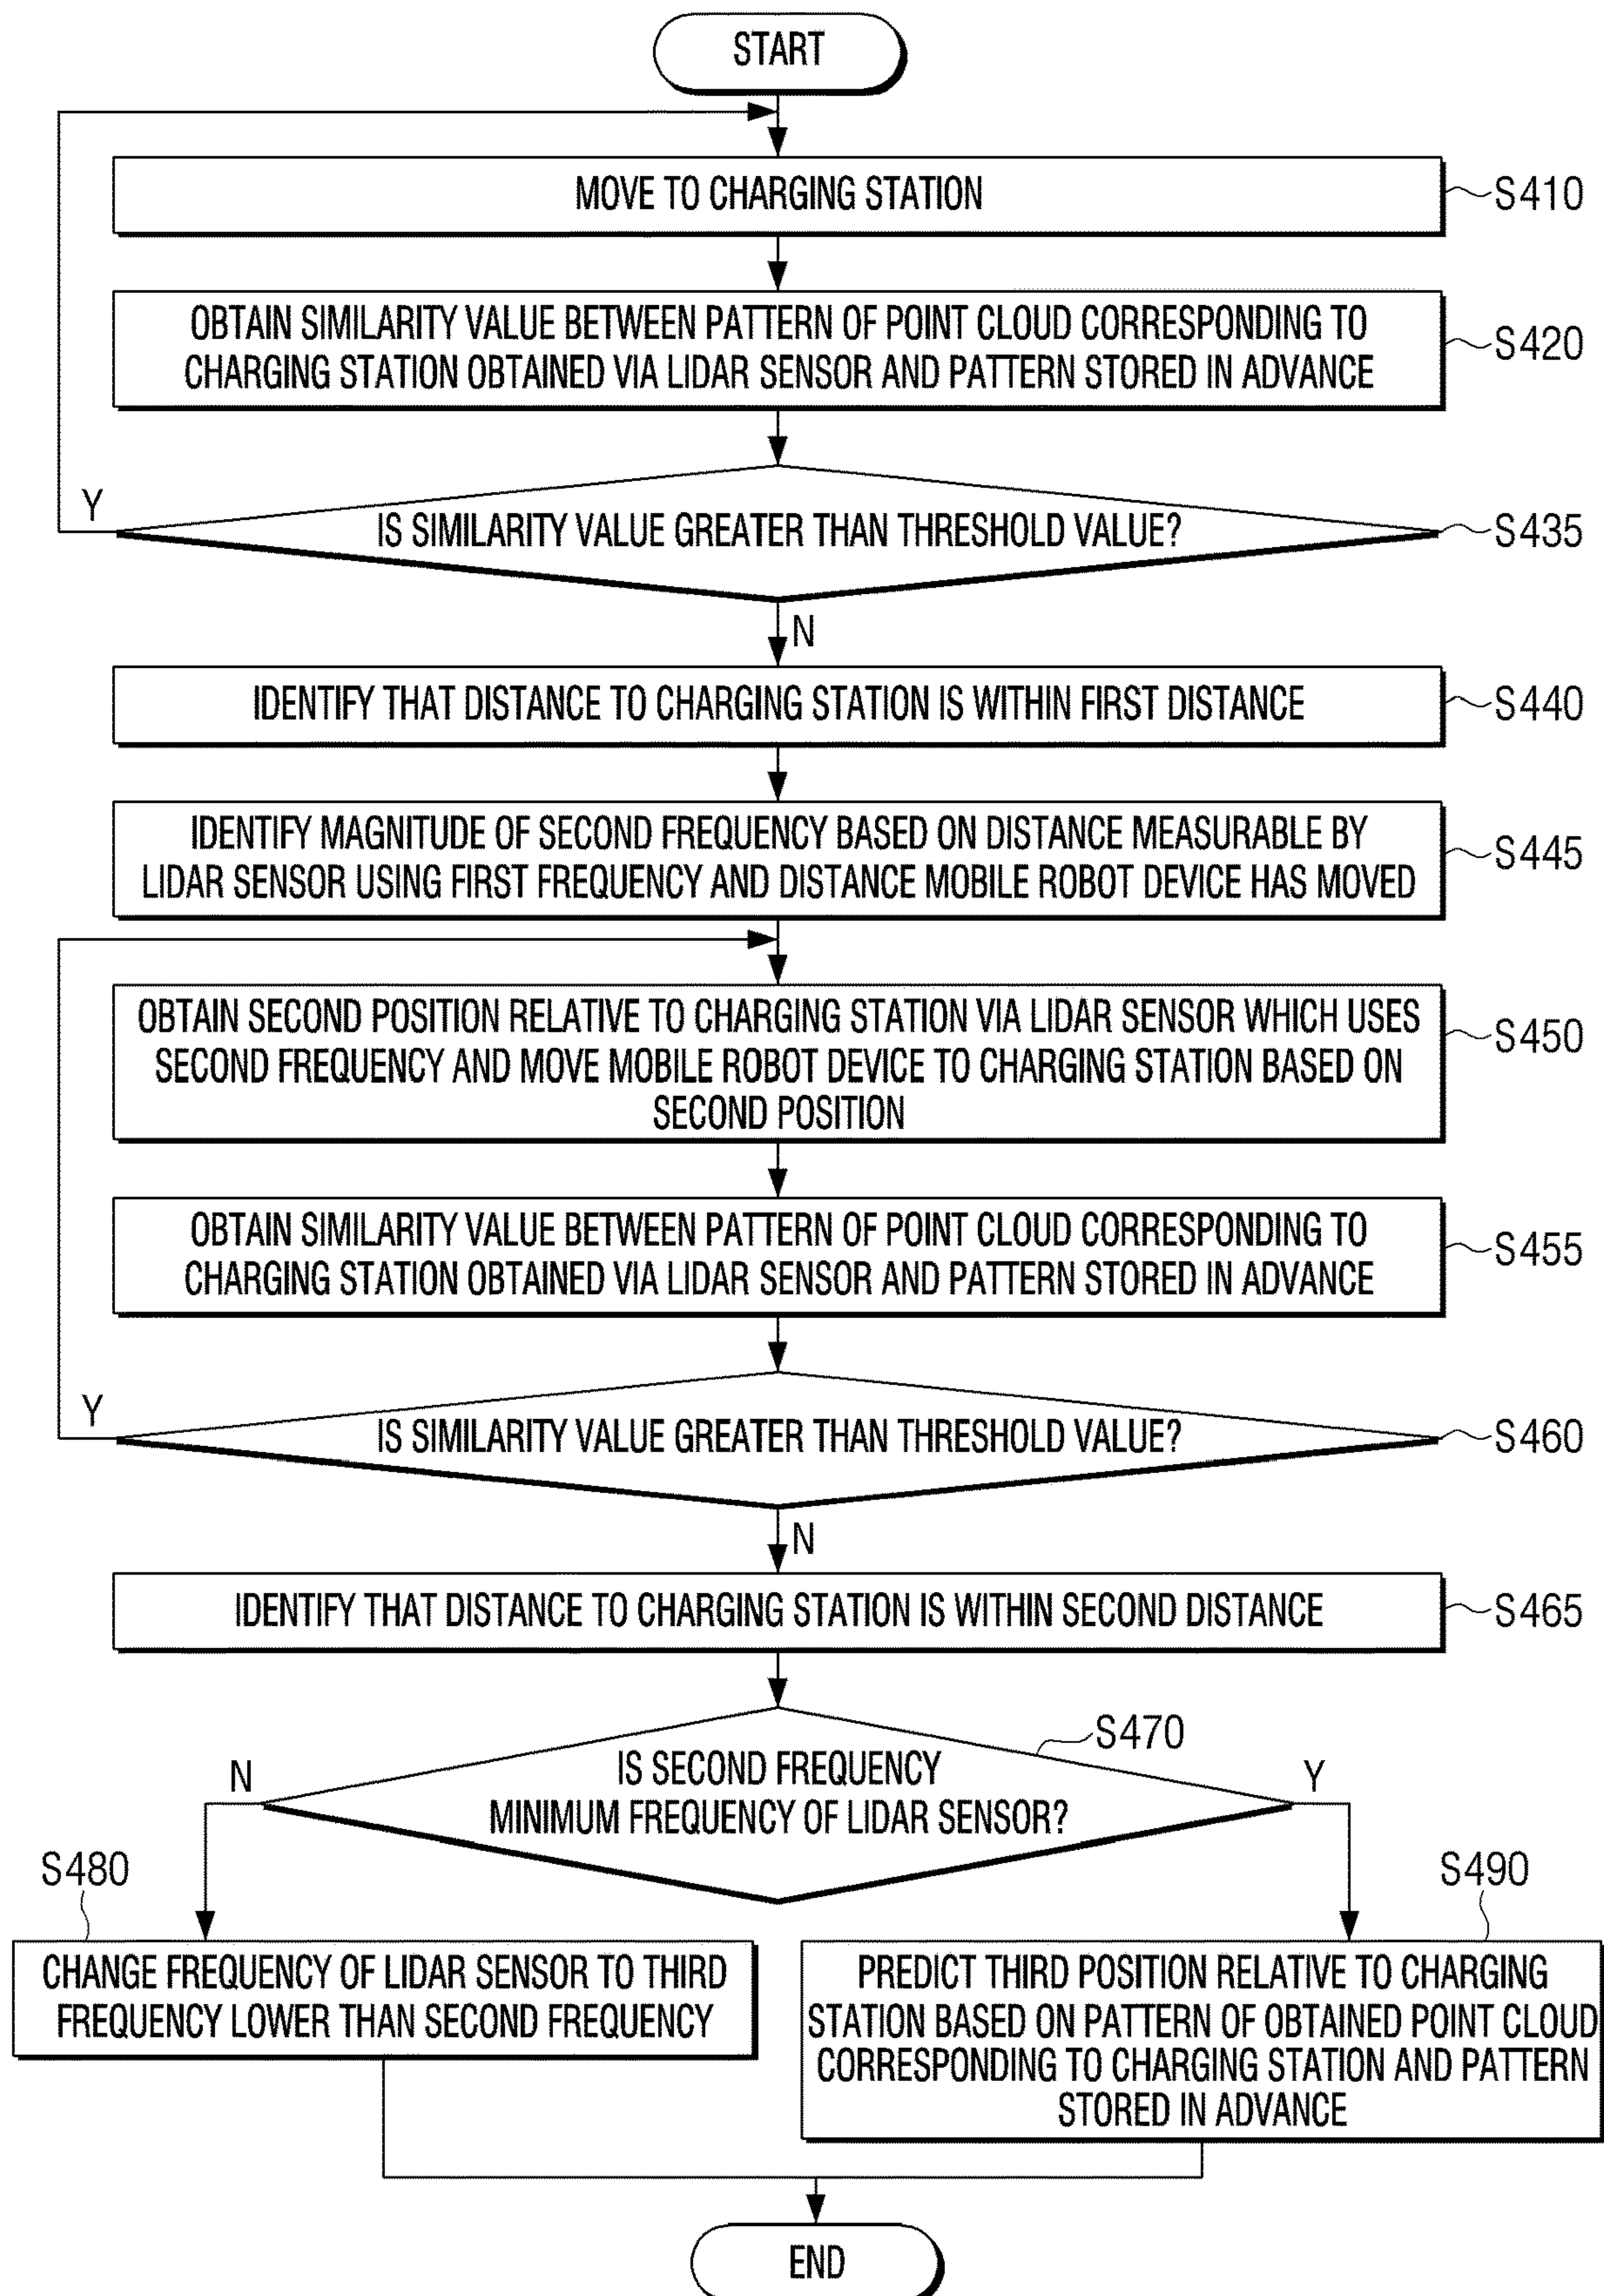 START
MOVE TO CHARGING STATION
S410
OBTAIN SIMILARITY VALUE BETWEEN PATTERN OF POINT CLOUD CORRESPONDING TO
CHARGING STATION OBTAINED VIA LIDAR SENSOR AND PATTERN STORED IN ADVANCE
S420
Y
IS SIMILARITY VALUE GREATER THAN THRESHOLD VALUE?
S435
N
IDENTIFY THAT DISTANCE TO CHARGING STATION IS WITHIN FIRST DISTANCE
S440
IDENTIFY MAGNITUDE OF SECOND FREQUENCY BASED ON DISTANCE MEASURABLE BY
LIDAR SENSOR USING FIRST FREQUENCY AND DISTANCE MOBILE ROBOT DEVICE HAS MOVED
S445
OBTAIN SECOND POSITION RELATIVE TO CHARGING STATION VIA LIDAR SENSOR WHICH USES
SECOND FREQUENCY AND MOVE MOBILE ROBOT DEVICE TO CHARGING STATION BASED ON
SECOND POSITION
S450
OBTAIN SIMILARITY VALUE BETWEEN PATTERN OF POINT CLOUD CORRESPONDING TO
CHARGING STATION OBTAINED VIA LIDAR SENSOR AND PATTERN STORED IN ADVANCE
S455
Y
IS SIMILARITY VALUE GREATER THAN THRESHOLD VALUE?
S460
N
IDENTIFY THAT DISTANCE TO CHARGING STATION IS WITHIN SECOND DISTANCE
S465
S470
N
IS SECOND FREQUENCY
MINIMUM FREQUENCY OF LIDAR SENSOR?
Y
S480
CHANGE FREQUENCY OF LIDAR SENSOR TO THIRD
FREQUENCY LOWER THAN SECOND FREQUENCY
S490
PREDICT THIRD POSITION RELATIVE TO CHARGING
STATION BASED ON PATTERN OF OBTAINED POINT CLOUD
CORRESPONDING TO CHARGING STATION AND PATTERN
STORED IN ADVANCE
END